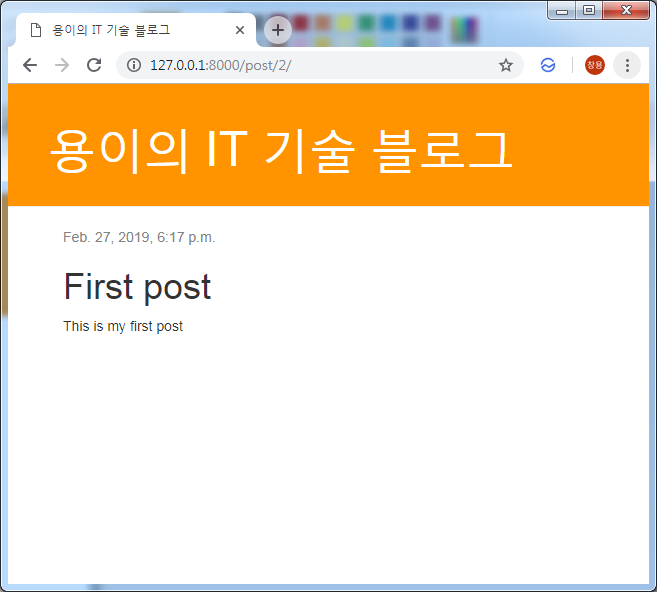 용이의 IT 기술 블로그
127.0.0.1:8000/post/2/
창용
용이의 IT 기술 블로그
Feb. 27, 2019, 6:17 p.m.
First post
This is my first post